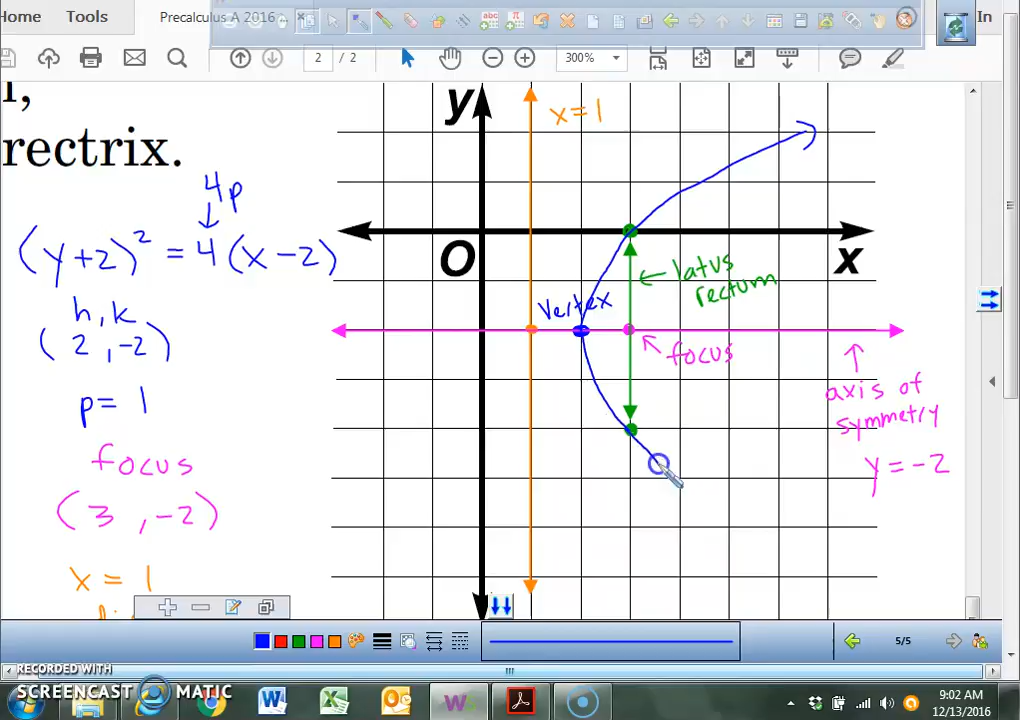 ome
Tools
Precalculus A 2016
In
2 / 2
300%
l,
rectrix.
4p
(y+2)² = 4(x-2)
h, k
(2, -2)
p = 1
focus
(3, -2)
x = 1
y
x = 1
O
x
latus
rectum
vertex
focus
axis of
symmetry
y = -2
5/5
RECORDED WITH
SCREENCAST MATIC
9:02 AM
12/13/2016